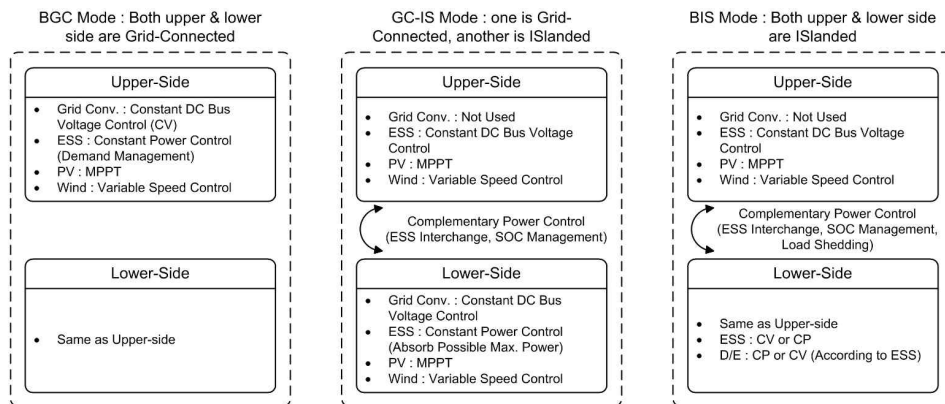 BGC Mode : Both upper & lower
side are Grid-Connected
Upper-Side
• Grid Conv. : Constant DC Bus
Voltage Control (CV)
• ESS : Constant Power Control
(Demand Management)
• PV : MPPT
• Wind : Variable Speed Control
Lower-Side
• Same as Upper-side
GC-IS Mode : one is Grid-
Connected, another is ISlanded
Upper-Side
• Grid Conv. : Not Used
• ESS : Constant DC Bus Voltage
Control
• PV : MPPT
• Wind : Variable Speed Control
Complementary Power Control
(ESS Interchange, SOC Management)
Lower-Side
• Grid Conv. : Constant DC Bus
Voltage Control
• ESS : Constant Power Control
(Absorb Possible Max. Power)
• PV : MPPT
• Wind : Variable Speed Control
BIS Mode : Both upper & lower side
are ISlanded
Upper-Side
• Grid Conv. : Not Used
• ESS : Constant DC Bus Voltage
Control
• PV : MPPT
• Wind : Variable Speed Control
Complementary Power Control
(ESS Interchange, SOC Management,
Load Shedding)
Lower-Side
• Same as Upper-side
• ESS : CV or CP
• D/E : CP or CV (According to ESS)